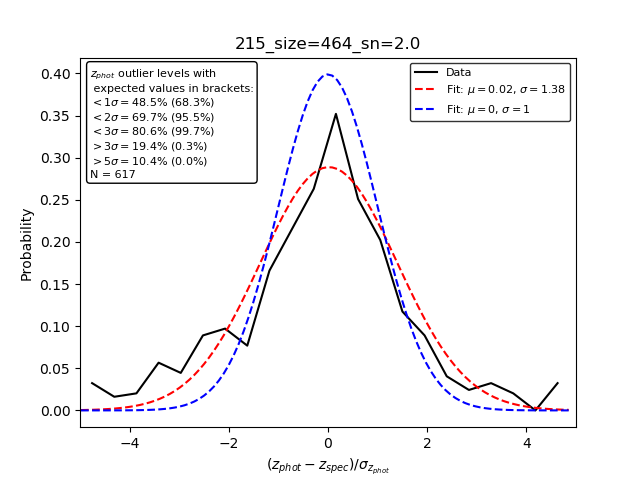 215_size=464_sn=2.0
z_phot outlier levels with
expected values in brackets:
<1σ=48.5% (68.3%)
<2σ=69.7% (95.5%)
<3σ=80.6% (99.7%)
>3σ=19.4% (0.3%)
>5σ=10.4% (0.0%)
N = 617
Data
Fit: μ=0.02, σ=1.38
Fit: μ=0, σ=1
0.40
0.35
0.30
0.25
0.20
0.15
0.10
0.05
0.00
Probability
−4 −2 0 2 4
(z_phot − z_spec)/σ_z_phot